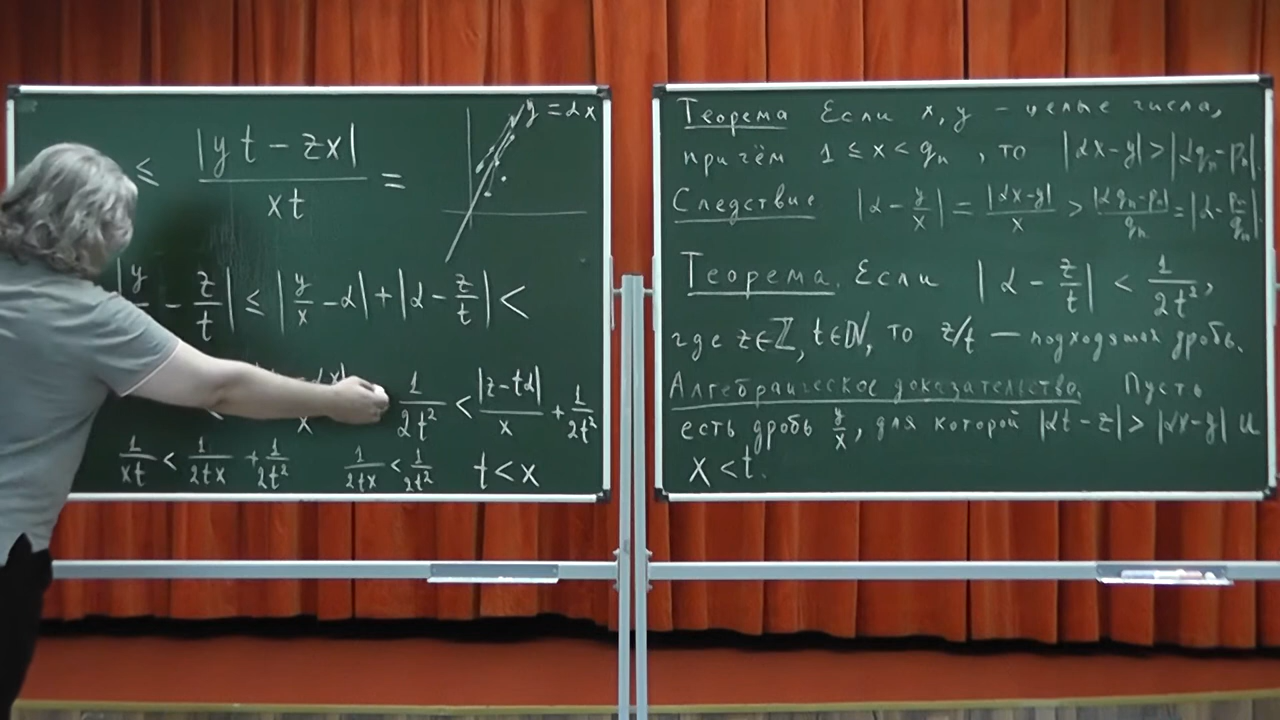 ≤ |yt − zx| / xt =
y = αx
|y/x − z/t| ≤ |y/x − α| + |α − z/t| <
1/2t² < |z − tα|/x + 1/2t²
1/xt < 1/2tx + 1/2t² 1/2tx < 1/2t² t < x
Теорема Если x, y – целые числа,
причём 1 ≤ x < qₙ, то |αx − y| > |αqₙ − pₙ|.
Следствие |α − y/x| = |αx − y|/x > |αqₙ − pₙ|/qₙ = |α − pₙ/qₙ|
Теорема. Если |α − z/t| < 1/2t²,
где z∈ℤ, t∈ℕ, то z/t — подходящая дробь.
Алгебраическое доказательство. Пусть
есть дробь y/x, для которой |αt − z| > |αx − y| и
x < t.